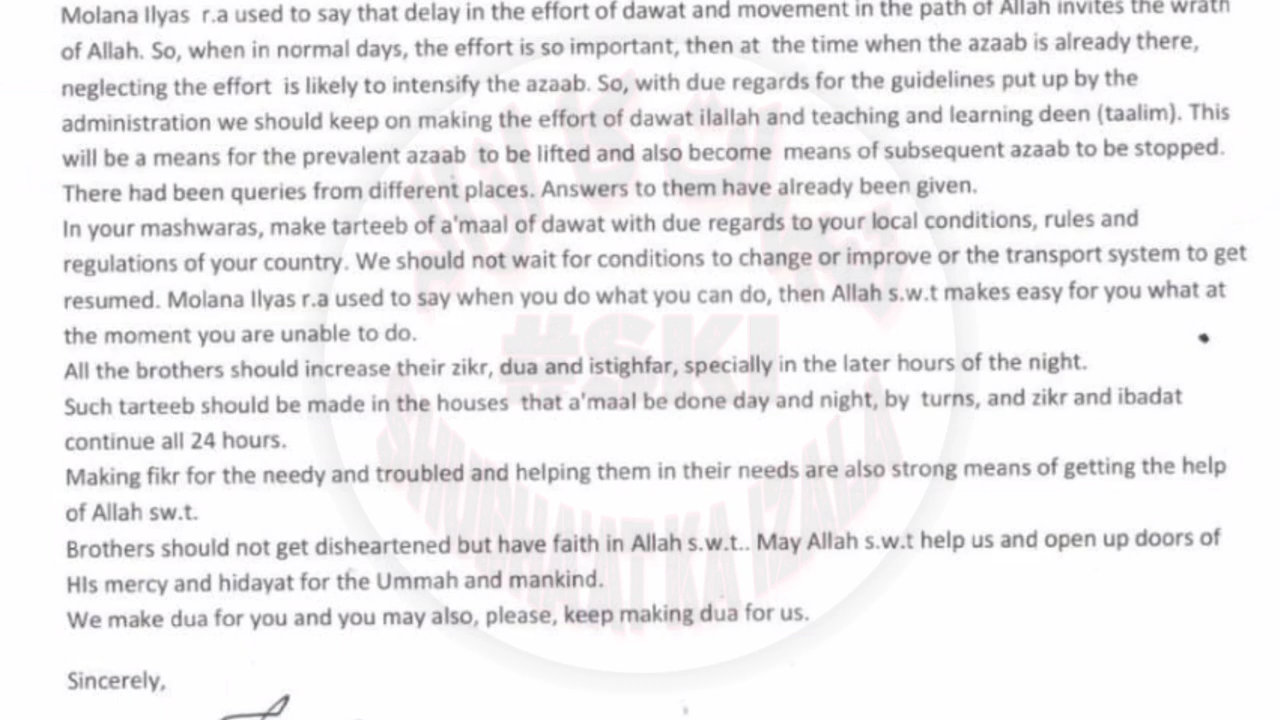 Molana Ilyas r.a used to say that delay in the effort of dawat and movement in the path of Allah invites the wrath
of Allah. So, when in normal days, the effort is so important, then at the time when the azaab is already there,
neglecting the effort is likely to intensify the azaab. So, with due regards for the guidelines put up by the
administration we should keep on making the effort of dawat ilallah and teaching and learning deen (taalim). This
will be a means for the prevalent azaab to be lifted and also become means of subsequent azaab to be stopped.
There had been queries from different places. Answers to them have already been given.
In your mashwaras, make tarteeb of a'maal of dawat with due regards to your local conditions, rules and
regulations of your country. We should not wait for conditions to change or improve or the transport system to get
resumed. Molana Ilyas r.a used to say when you do what you can do, then Allah s.w.t makes easy for you what at
the moment you are unable to do.
All the brothers should increase their zikr, dua and istighfar, specially in the later hours of the night.
Such tarteeb should be made in the houses that a'maal be done day and night, by turns, and zikr and ibadat
continue all 24 hours.
Making fikr for the needy and troubled and helping them in their needs are also strong means of getting the help
of Allah sw.t.
Brothers should not get disheartened but have faith in Allah s.w.t.. May Allah s.w.t help us and open up doors of
HIs mercy and hidayat for the Ummah and mankind.
We make dua for you and you may also, please, keep making dua for us.
Sincerely,
#SKI
KA IZALA